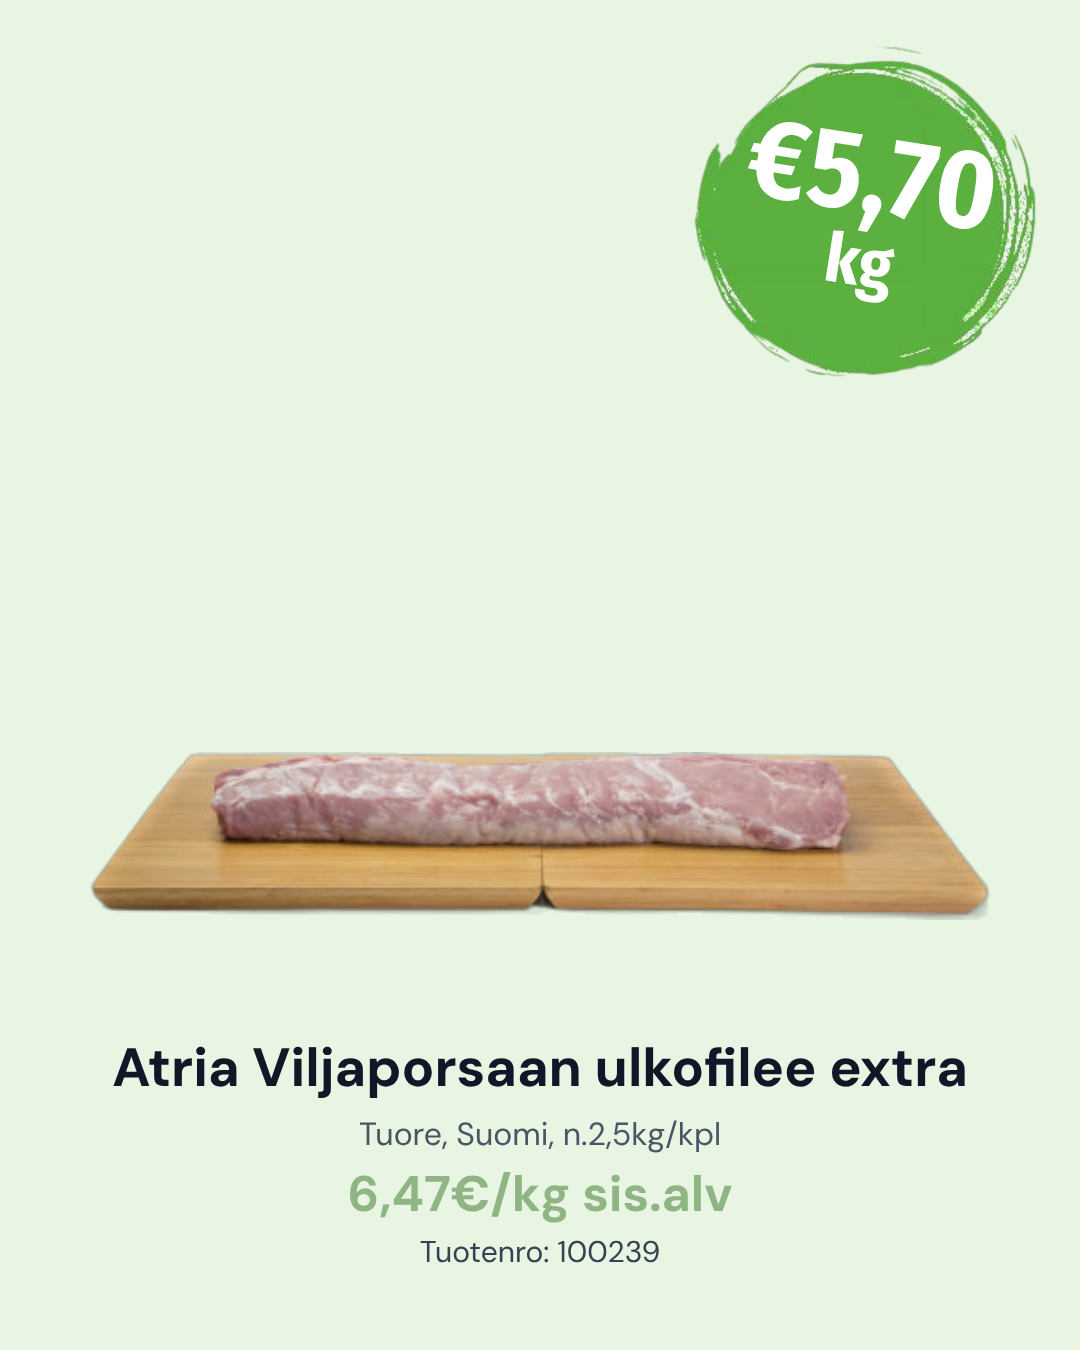 €5,70
kg
Atria Viljaporsaan ulkofilee extra
Tuore, Suomi, n.2,5kg/kpl
6,47€/kg sis.alv
Tuotenro: 100239